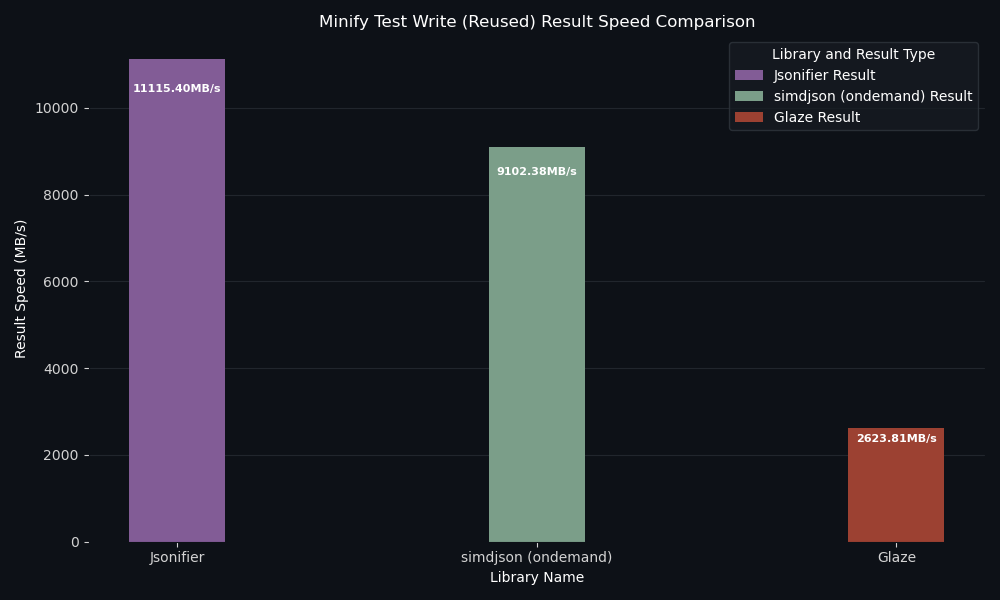 Minify Test Write (Reused) Result Speed Comparison
Library and Result Type
Jsonifier Result
simdjson (ondemand) Result
Glaze Result
11115.40MB/s
9102.38MB/s
2623.81MB/s
10000
8000
6000
4000
2000
0
Result Speed (MB/s)
Jsonifier
simdjson (ondemand)
Glaze
Library Name